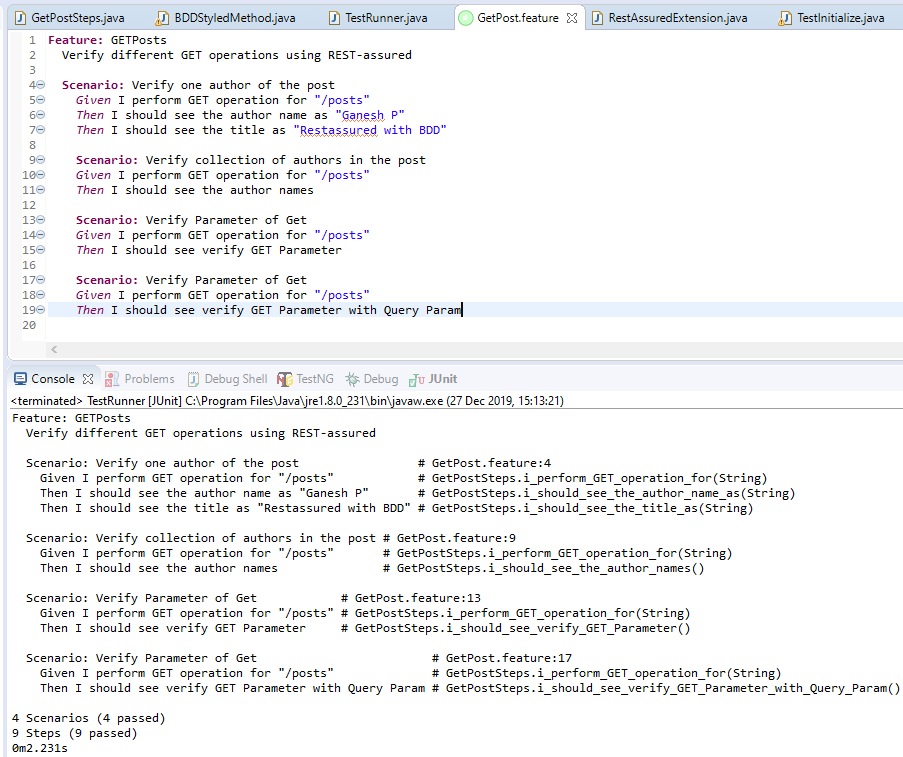 GetPostSteps.java BDDStyledMethod.java TestRunner.java GetPost.feature RestAssuredExtension.java TestInitialize.java
1 Feature: GETPosts
2 Verify different GET operations using REST-assured
3
4 Scenario: Verify one author of the post
5 Given I perform GET operation for "/posts"
6 Then I should see the author name as "Ganesh P"
7 Then I should see the title as "Restassured with BDD"
8
9 Scenario: Verify collection of authors in the post
10 Given I perform GET operation for "/posts"
11 Then I should see the author names
12
13 Scenario: Verify Parameter of Get
14 Given I perform GET operation for "/posts"
15 Then I should see verify GET Parameter
16
17 Scenario: Verify Parameter of Get
18 Given I perform GET operation for "/posts"
19 Then I should see verify GET Parameter with Query Param
20
Console Problems Debug Shell TestNG Debug JUnit
<terminated> TestRunner [JUnit] C:\Program Files\Java\jre1.8.0_231\bin\javaw.exe (27 Dec 2019, 15:13:21)
Feature: GETPosts
Verify different GET operations using REST-assured
Scenario: Verify one author of the post # GetPost.feature:4
Given I perform GET operation for "/posts" # GetPostSteps.i_perform_GET_operation_for(String)
Then I should see the author name as "Ganesh P" # GetPostSteps.i_should_see_the_author_name_as(String)
Then I should see the title as "Restassured with BDD" # GetPostSteps.i_should_see_the_title_as(String)
Scenario: Verify collection of authors in the post # GetPost.feature:9
Given I perform GET operation for "/posts" # GetPostSteps.i_perform_GET_operation_for(String)
Then I should see the author names # GetPostSteps.i_should_see_the_author_names()
Scenario: Verify Parameter of Get # GetPost.feature:13
Given I perform GET operation for "/posts" # GetPostSteps.i_perform_GET_operation_for(String)
Then I should see verify GET Parameter # GetPostSteps.i_should_see_verify_GET_Parameter()
Scenario: Verify Parameter of Get # GetPost.feature:17
Given I perform GET operation for "/posts" # GetPostSteps.i_perform_GET_operation_for(String)
Then I should see verify GET Parameter with Query Param # GetPostSteps.i_should_see_verify_GET_Parameter_with_Query_Param()
4 Scenarios (4 passed)
9 Steps (9 passed)
0m2.231s